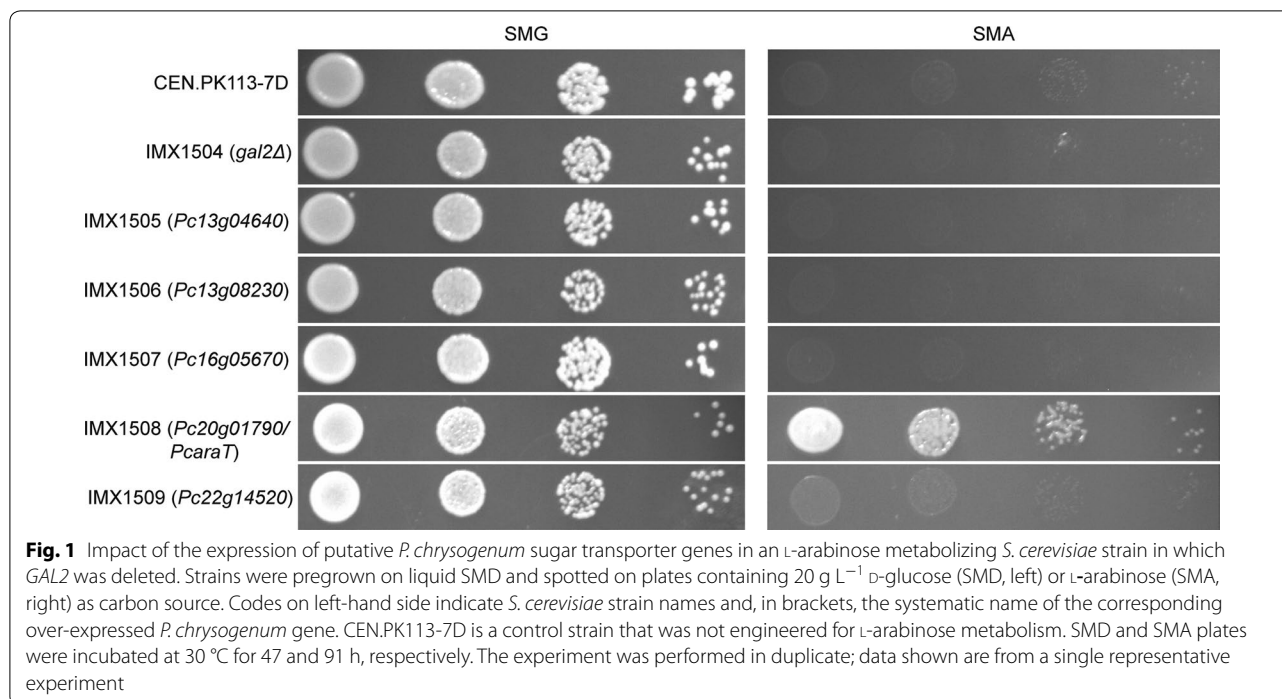 SMG
SMA
CEN.PK113-7D
IMX1504 (gal2Δ)
IMX1505 (Pc13g04640)
IMX1506 (Pc13g08230)
IMX1507 (Pc16g05670)
IMX1508 (Pc20g01790/
PcaraT)
IMX1509 (Pc22g14520)
Fig. 1 Impact of the expression of putative P. chrysogenum sugar transporter genes in an L-arabinose metabolizing S. cerevisiae strain in which
GAL2 was deleted. Strains were pregrown on liquid SMD and spotted on plates containing 20 g L⁻¹ D-glucose (SMD, left) or L-arabinose (SMA,
right) as carbon source. Codes on left-hand side indicate S. cerevisiae strain names and, in brackets, the systematic name of the corresponding
over-expressed P. chrysogenum gene. CEN.PK113-7D is a control strain that was not engineered for L-arabinose metabolism. SMD and SMA plates
were incubated at 30 °C for 47 and 91 h, respectively. The experiment was performed in duplicate; data shown are from a single representative
experiment